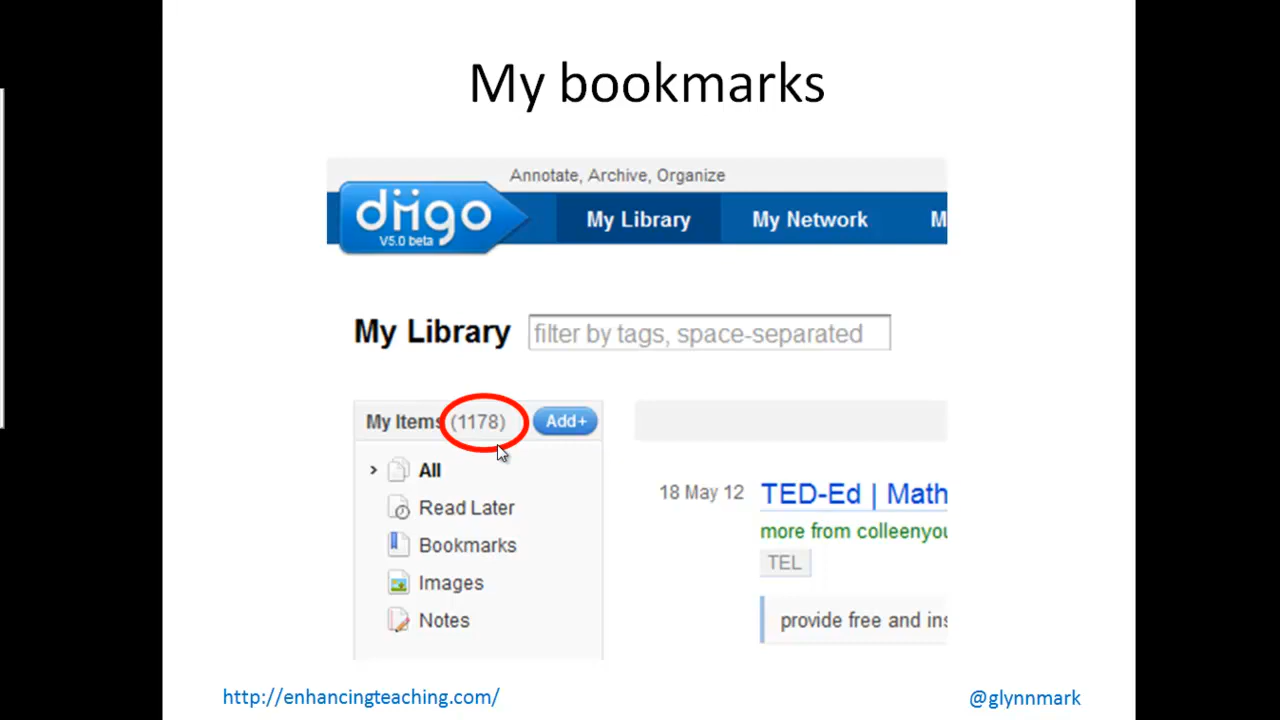 My bookmarks
Annotate, Archive, Organize
diigo
V5.0 beta
My Library
My Network
M
My Library
filter by tags, space-separated
My Items (1178)
Add+
All
Read Later
Bookmarks
Images
Notes
18 May 12
TED-Ed | Math
more from colleenyou
TEL
provide free and ins
http://enhancingteaching.com/
@glynnmark